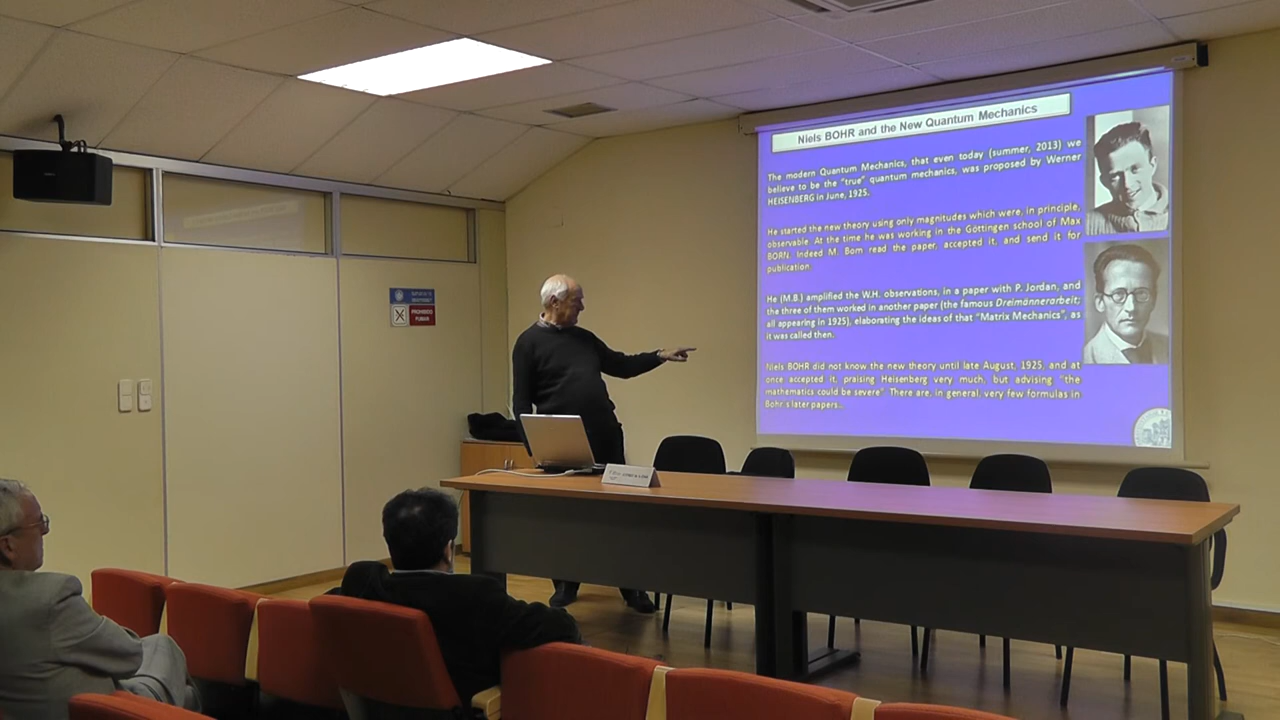 Niels BOHR and the New Quantum Mechanics
The modern Quantum Mechanics, that even today (summer, 2013) we
believe to be the "true" quantum mechanics, was proposed by Werner
HEISENBERG in June, 1925.
He started the new theory using only magnitudes which were, in principle,
observable. At the time he was working in the Göttingen school of Max
BORN. Indeed M. Born read the paper, accepted it, and send it for
publication.
He (M.B.) amplified the W.H. observations, in a paper with P. Jordan, and
the three of them worked in another paper (the famous Dreimännerarbeit;
all appearing in 1925), elaborating the ideas of that "Matrix Mechanics", as
it was called then.
Niels BOHR did not know the new theory until late August, 1925, and at
once accepted it, praising Heisenberg very much, but advising "the
mathematics could be severe" There are, in general, very few formulas in
Bohr's later papers..
PROHIBIDO
FUMAR